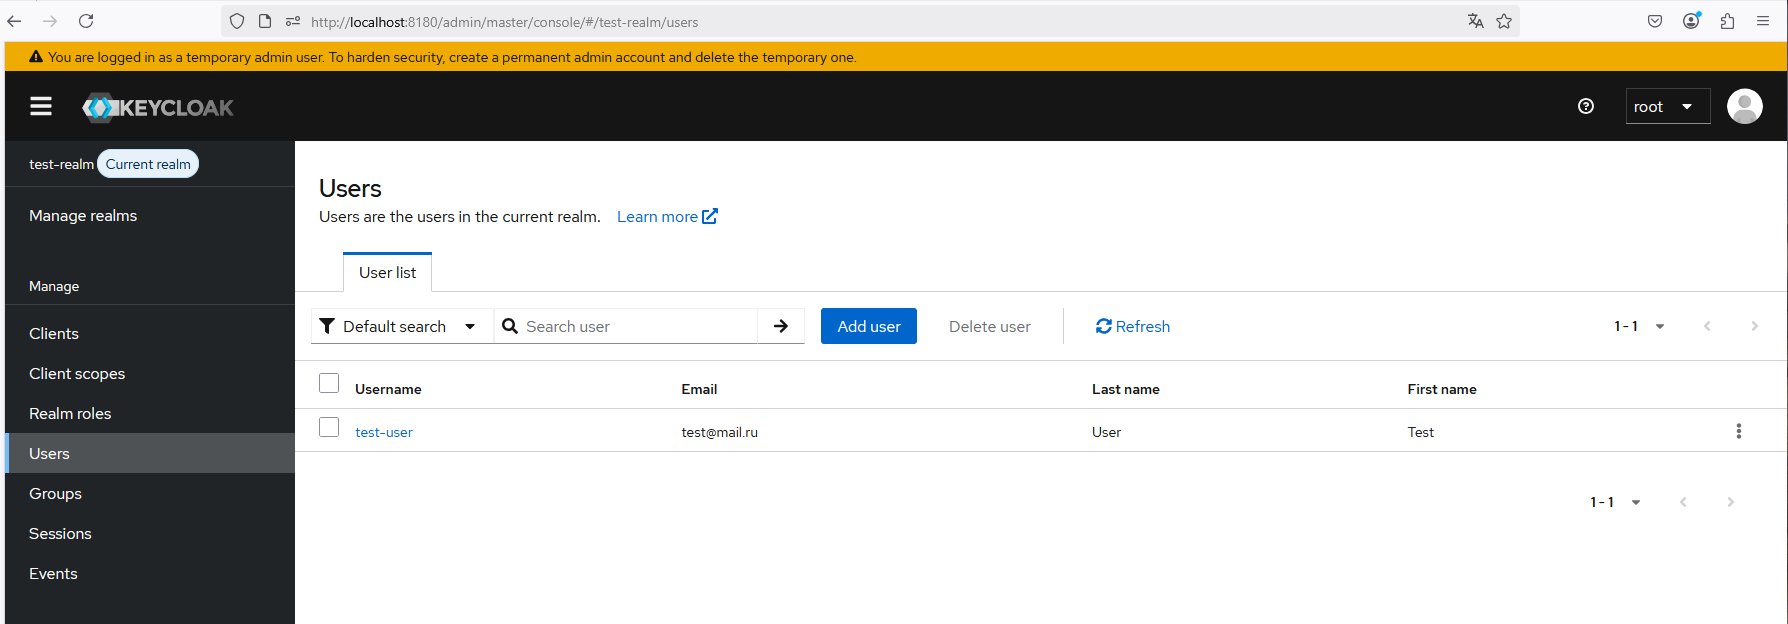 http://localhost:8180/admin/master/console/#/test-realm/users
You are logged in as a temporary admin user. To harden security, create a permanent admin account and delete the temporary one.
KEYCLOAK
root
test-realm Current realm
Manage realms
Manage
Clients
Client scopes
Realm roles
Users
Groups
Sessions
Events
Users
Users are the users in the current realm. Learn more
User list
Default search Search user Add user Delete user Refresh 1 - 1
Username Email Last name First name
test-user test@mail.ru User Test
1 - 1